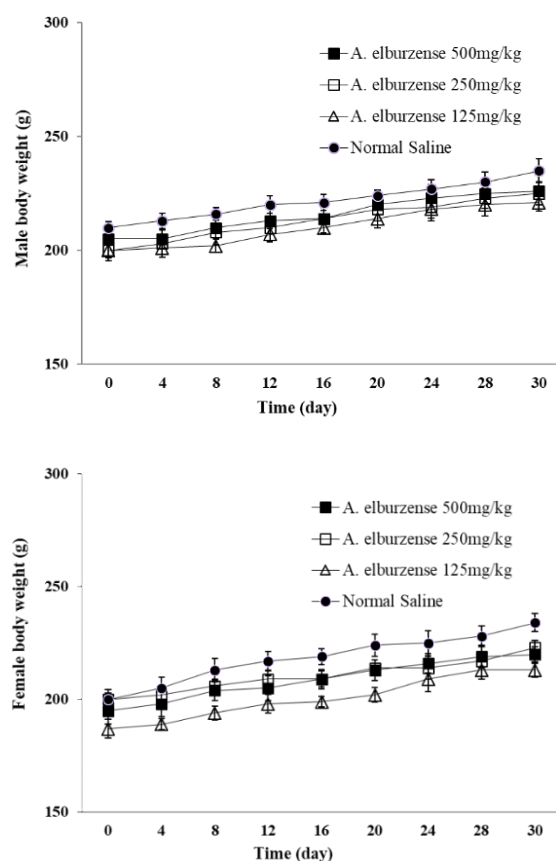 300
250
200
150
Male body weight (g)
A. elburzense 500mg/kg
A. elburzense 250mg/kg
A. elburzense 125mg/kg
Normal Saline
0 4 8 12 16 20 24 28 30
Time (day)
300
250
200
150
Female body weight (g)
A. elburzense 500mg/kg
A. elburzense 250mg/kg
A. elburzense 125mg/kg
Normal Saline
0 4 8 12 16 20 24 28 30
Time (day)